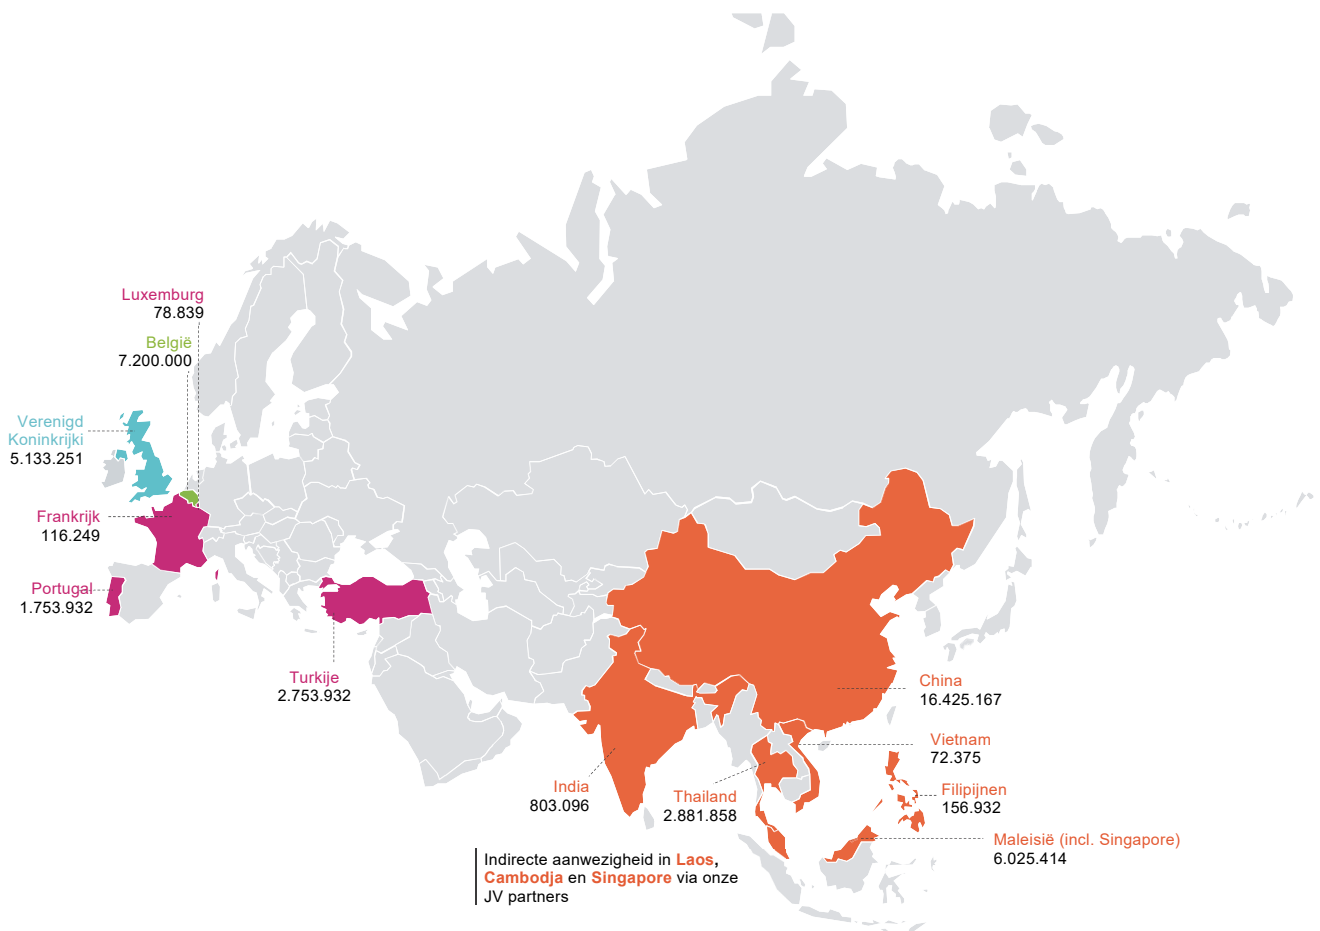 Luxemburg
78.839
België
7.200.000
Verenigd
Koninkrijki
5.133.251
Frankrijk
116.249
Portugal
1.753.932
Turkije
2.753.932
China
16.425.167
Vietnam
72.375
India
803.096
Thailand
2.881.858
Filipijnen
156.932
Maleisië (incl. Singapore)
6.025.414
Indirecte aanwezigheid in Laos,
Cambodja en Singapore via onze
JV partners